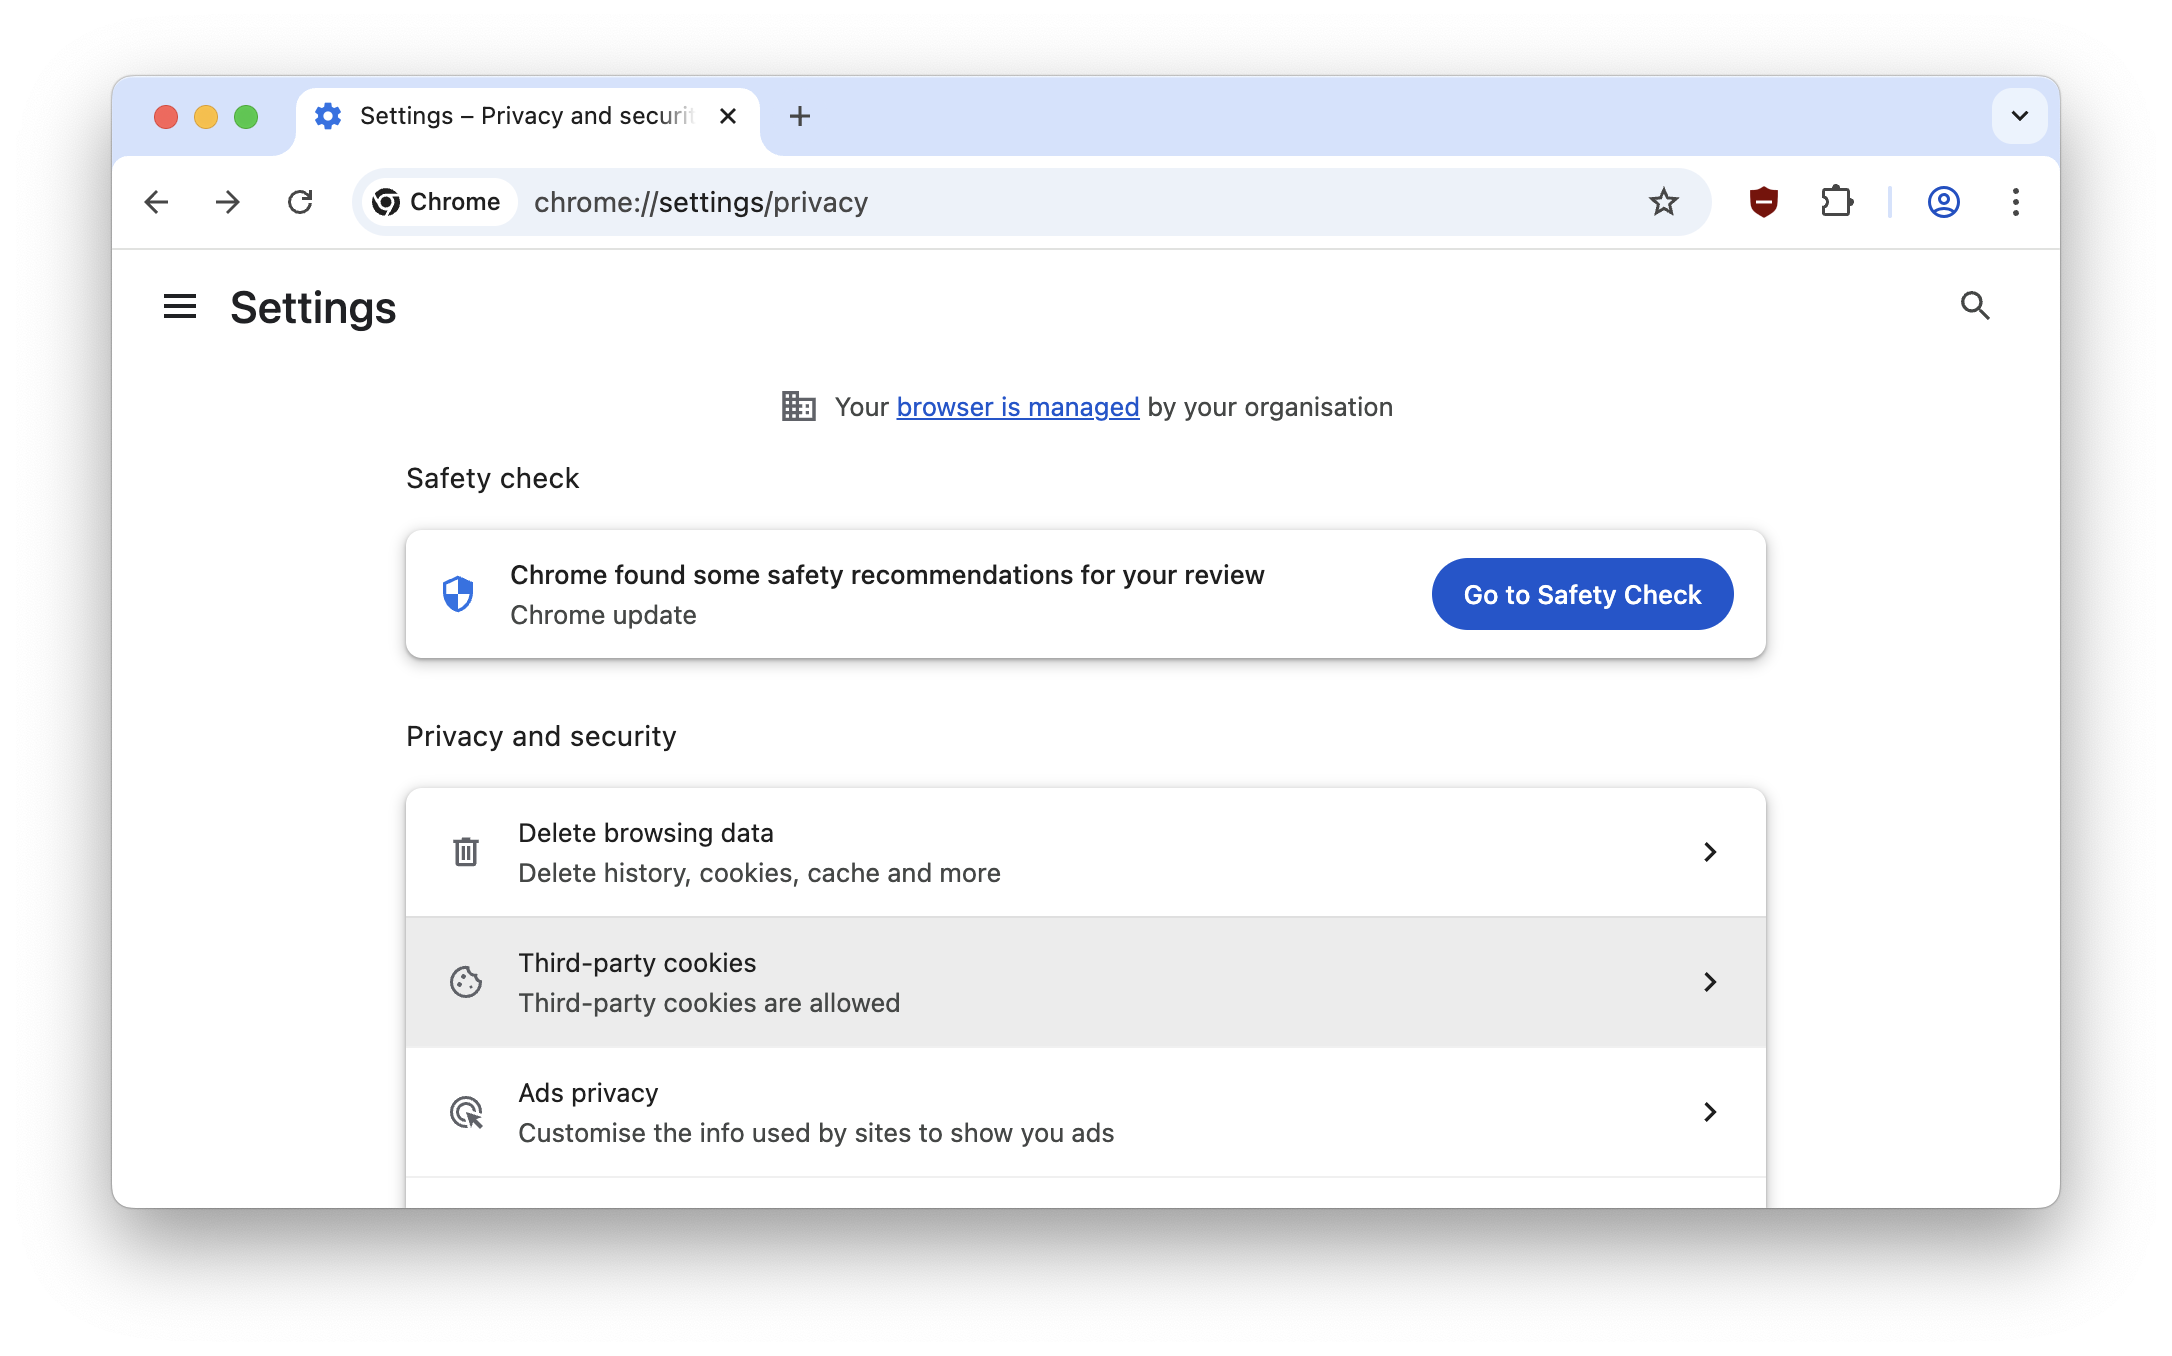 Settings – Privacy and securit
Chrome chrome://settings/privacy
Settings
Your browser is managed by your organisation
Safety check
Chrome found some safety recommendations for your review
Chrome update
Go to Safety Check
Privacy and security
Delete browsing data
Delete history, cookies, cache and more
Third-party cookies
Third-party cookies are allowed
Ads privacy
Customise the info used by sites to show you ads